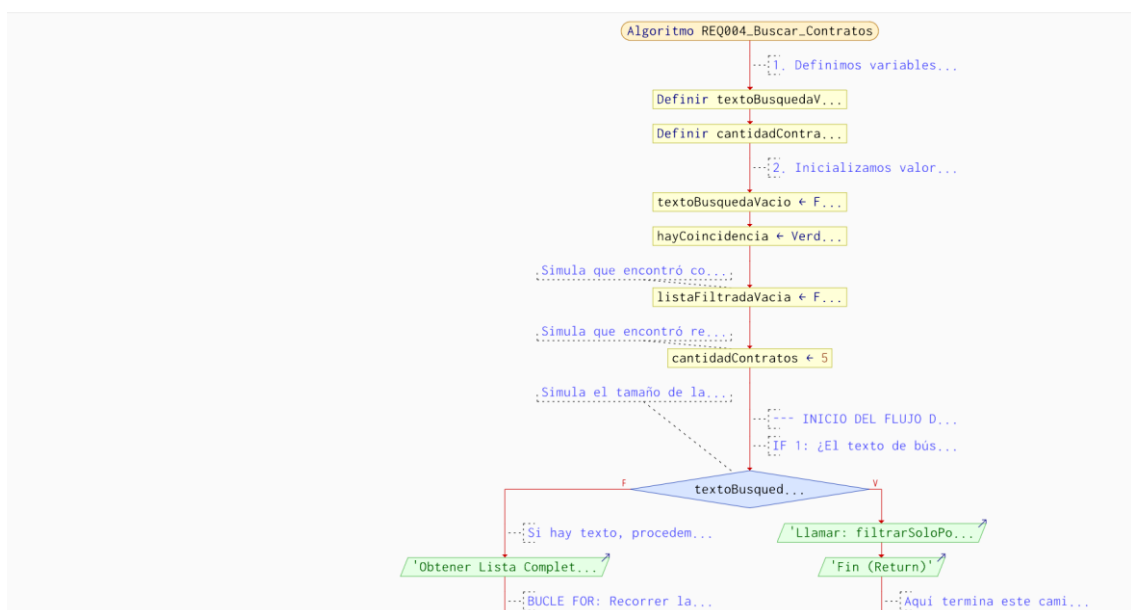 Algoritmo REQ004_Buscar_Contratos
1. Definimos variables...
Definir textoBusquedaV...
Definir cantidadContra...
2. Inicializamos valor...
textoBusquedaVacio ← F...
hayCoincidencia ← Verd...
Simula que encontró co...
listaFiltradaVacia ← F...
Simula que encontró re...
cantidadContratos ← 5
Simula el tamaño de la...
--- INICIO DEL FLUJO D...
IF 1: ¿El texto de bús...
F
V
textoBusqued...
Si hay texto, procedem...
'Llamar: filtrarSoloPo...
'Obtener Lista Complet...
'Fin (Return)'
BUCLE FOR: Recorrer la...
Aquí termina este cami...